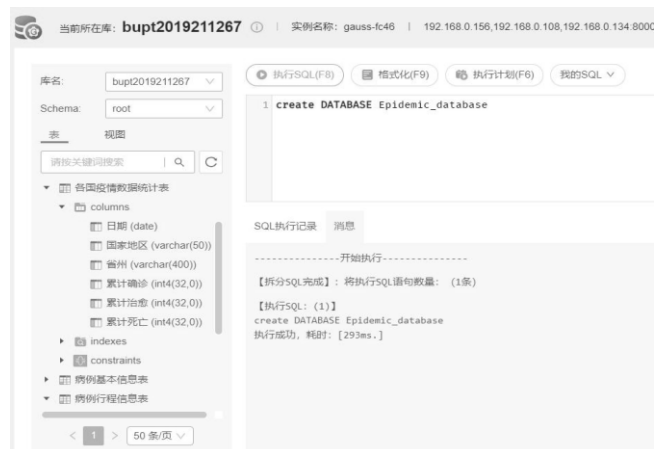 当前所在库: bupt2019211267 | 实例名称: gauss-fc46 | 192.168.0.156,192.168.0.108,192.168.0.134:8000
库名: bupt2019211267
Schema: root
表 视图
请按关键词搜索
各国疫情数据统计表
columns
日期 (date)
国家地区 (varchar(50))
省州 (varchar(400))
累计确诊 (int4(32,0))
累计治愈 (int4(32,0))
累计死亡 (int4(32,0))
indexes
constraints
病例基本信息表
病例行程信息表
< 1 > 50 条/页
执行SQL(F8) 格式化(F9) 执行计划(F6) 我的SQL
1 create DATABASE Epidemic_database
SQL执行记录 消息
---------------开始执行---------------
【拆分SQL完成】: 将执行SQL语句数量: (1条)
【执行SQL: (1)】
create DATABASE Epidemic_database
执行成功, 耗时: [293ms.]